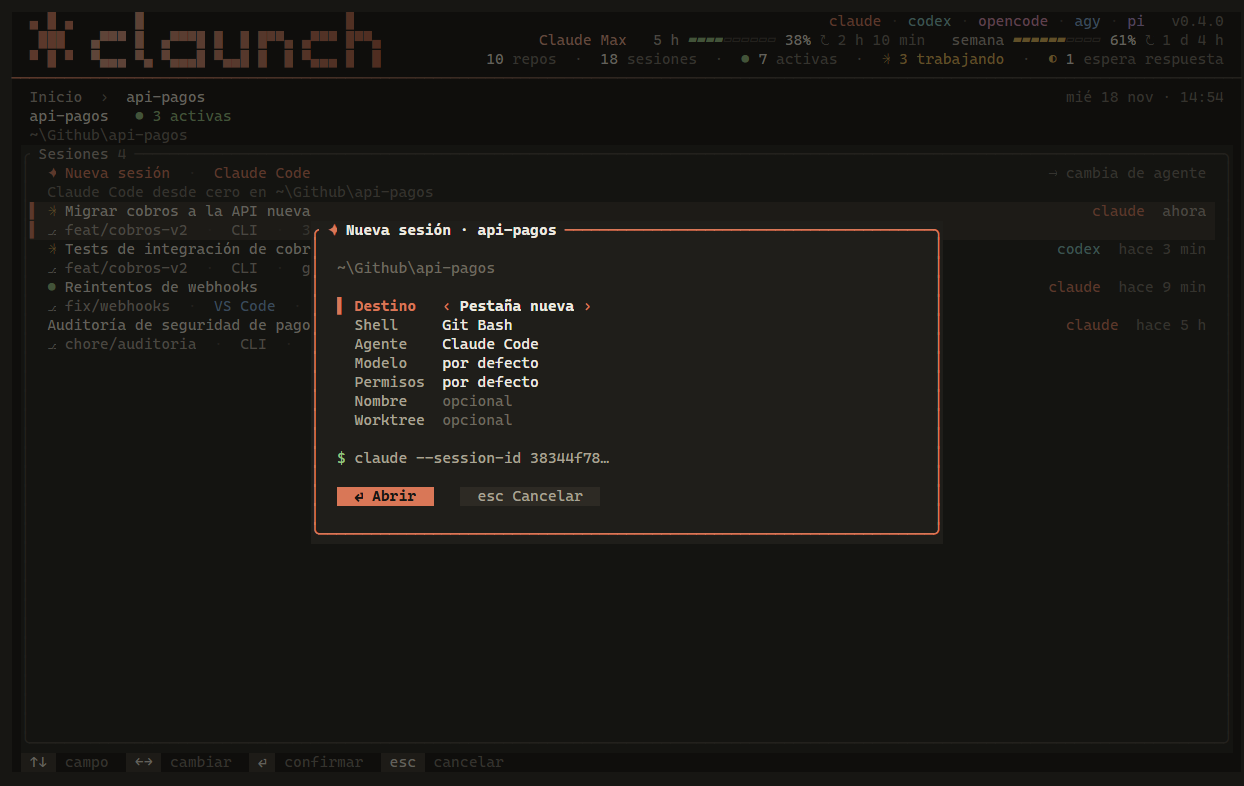 claunch
claude · codex · opencode · agy · pi v0.4.0
Claude Max 5 h 38% ↻ 2 h 10 min semana 61% ↻ 1 d 4 h
10 repos · 18 sesiones · ● 7 activas · ✳ 3 trabajando · ◐ 1 espera respuesta
Inicio › api-pagos mié 18 nov · 14:54
api-pagos ● 3 activas
~\Github\api-pagos
Sesiones 4
✦ Nueva sesión · Claude Code → cambia de agente
Claude Code desde cero en ~\Github\api-pagos
✳ Migrar cobros a la API nueva claude ahora
feat/cobros-v2 CLI 3
✳ Tests de integración de cobr codex hace 3 min
feat/cobros-v2 · CLI · g
● Reintentos de webhooks claude hace 9 min
fix/webhooks · VS Code ·
Auditoría de seguridad de pago claude hace 5 h
chore/auditoria · CLI ·
✦ Nueva sesión · api-pagos
~\Github\api-pagos
Destino ‹ Pestaña nueva ›
Shell Git Bash
Agente Claude Code
Modelo por defecto
Permisos por defecto
Nombre opcional
Worktree opcional
$ claude --session-id 38344f78…
↵ Abrir esc Cancelar
↑↓ campo ←→ cambiar ↵ confirmar esc cancelar